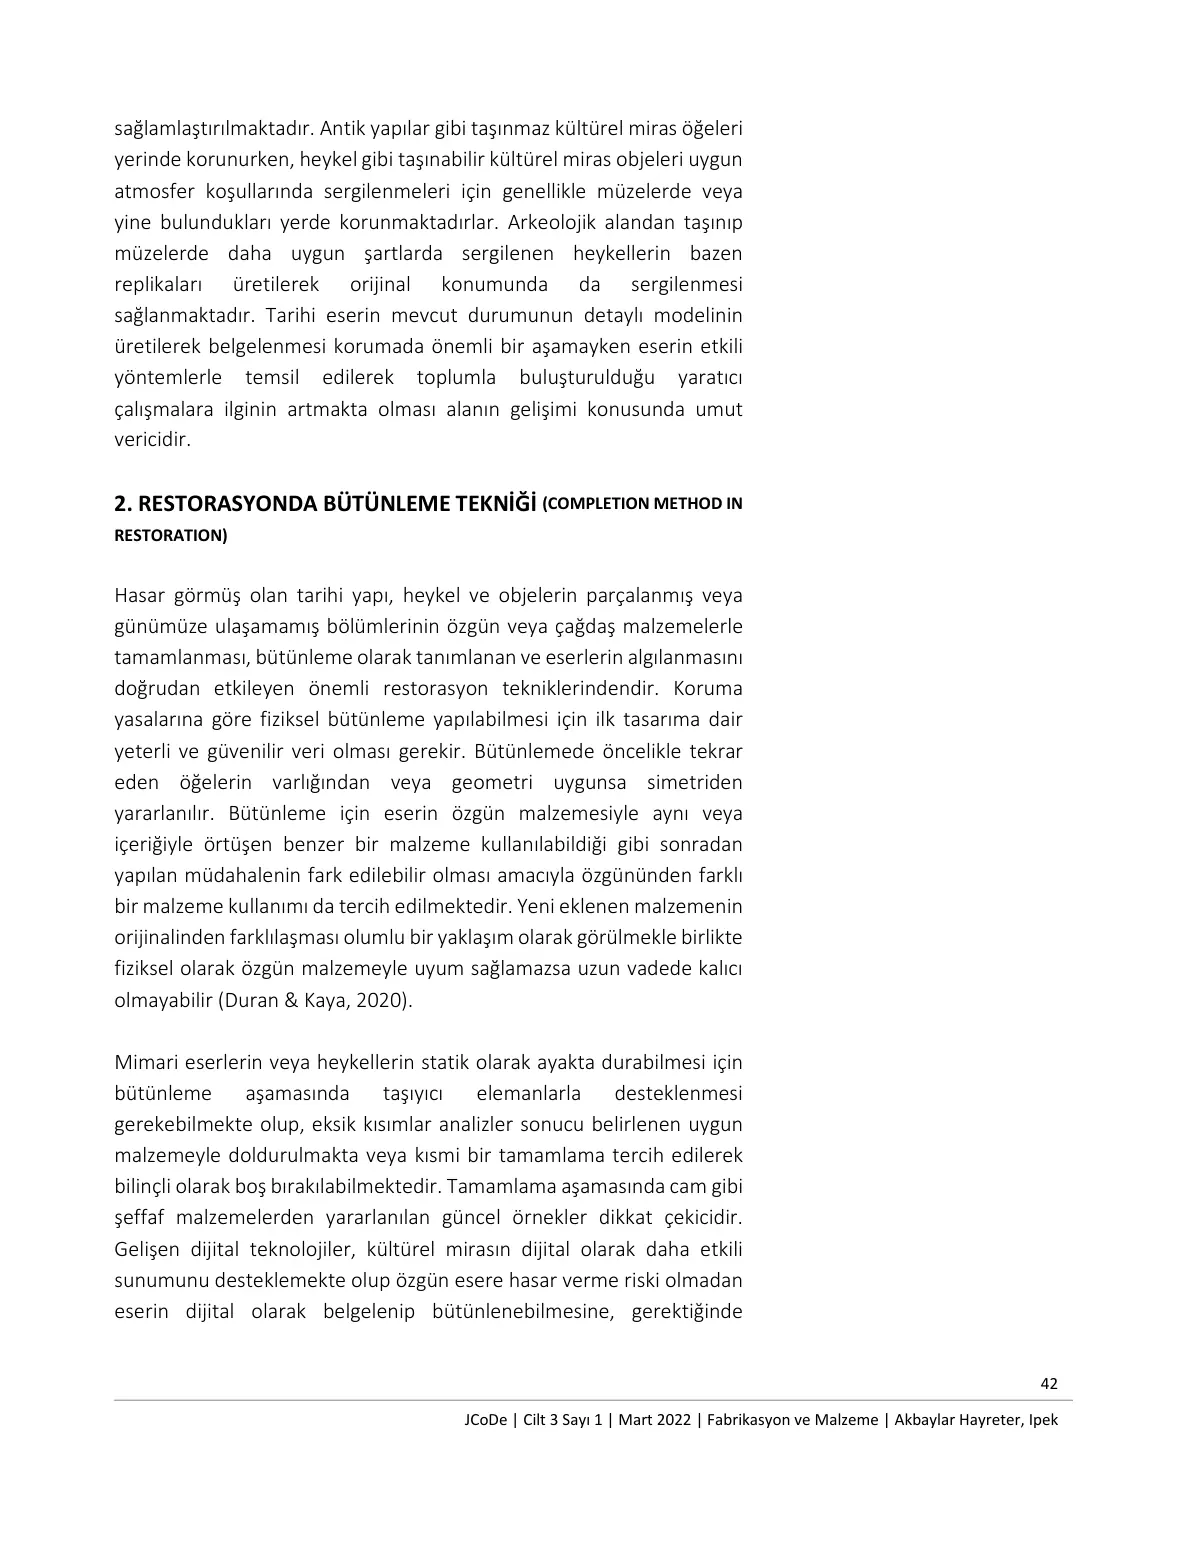 sağlamlaştırılmaktadır. Antik yapılar gibi taşınmaz kültürel miras öğeleri
yerinde korunurken, heykel gibi taşınabilir kültürel miras objeleri uygun
atmosfer koşullarında sergilenmeleri için genellikle müzelerde veya
yine bulundukları yerde korunmaktadırlar. Arkeolojik alandan taşınıp
müzelerde daha uygun şartlarda sergilenen heykellerin bazen
replikaları üretilerek orijinal konumunda da sergilenmesi
sağlanmaktadır. Tarihi eserin mevcut durumunun detaylı modelinin
üretilerek belgelenmesi korumada önemli bir aşamayken eserin etkili
yöntemlerle temsil edilerek toplumla buluşturulduğu yaratıcı
çalışmalara ilginin artmakta olması alanın gelişimi konusunda umut
vericidir.
2. RESTORASYONDA BÜTÜNLEME TEKNİĞİ (COMPLETION METHOD IN
RESTORATION)
Hasar görmüş olan tarihi yapı, heykel ve objelerin parçalanmış veya
günümüze ulaşamamış bölümlerinin özgün veya çağdaş malzemelerle
tamamlanması, bütünleme olarak tanımlanan ve eserlerin algılanmasını
doğrudan etkileyen önemli restorasyon tekniklerindendir. Koruma
yasalarına göre fiziksel bütünleme yapılabilmesi için ilk tasarıma dair
yeterli ve güvenilir veri olması gerekir. Bütünlemede öncelikle tekrar
eden öğelerin varlığından veya geometri uygunsa simetriden
yararlanılır. Bütünleme için eserin özgün malzemesiyle aynı veya
içeriğiyle örtüşen benzer bir malzeme kullanılabildiği gibi sonradan
yapılan müdahalenin fark edilebilir olması amacıyla özgününden farklı
bir malzeme kullanımı da tercih edilmektedir. Yeni eklenen malzemenin
orijinalinden farklılaşması olumlu bir yaklaşım olarak görülmekle birlikte
fiziksel olarak özgün malzemeyle uyum sağlamazsa uzun vadede kalıcı
olmayabilir (Duran & Kaya, 2020).
Mimari eserlerin veya heykellerin statik olarak ayakta durabilmesi için
bütünleme aşamasında taşıyıcı elemanlarla desteklenmesi
gerekebilmekte olup, eksik kısımlar analizler sonucu belirlenen uygun
malzemeyle doldurulmakta veya kısmi bir tamamlama tercih edilerek
bilinçli olarak boş bırakılabilmektedir. Tamamlama aşamasında cam gibi
şeffaf malzemelerden yararlanılan güncel örnekler dikkat çekicidir.
Gelişen dijital teknolojiler, kültürel mirasın dijital olarak daha etkili
sunumunu desteklemekte olup özgün esere hasar verme riski olmadan
eserin dijital olarak belgelenip bütünlenebilmesine, gerektiğinde
42
JCoDe | Cilt 3 Sayı 1 | Mart 2022 | Fabrikasyon ve Malzeme | Akbaylar Hayreter, Ipek